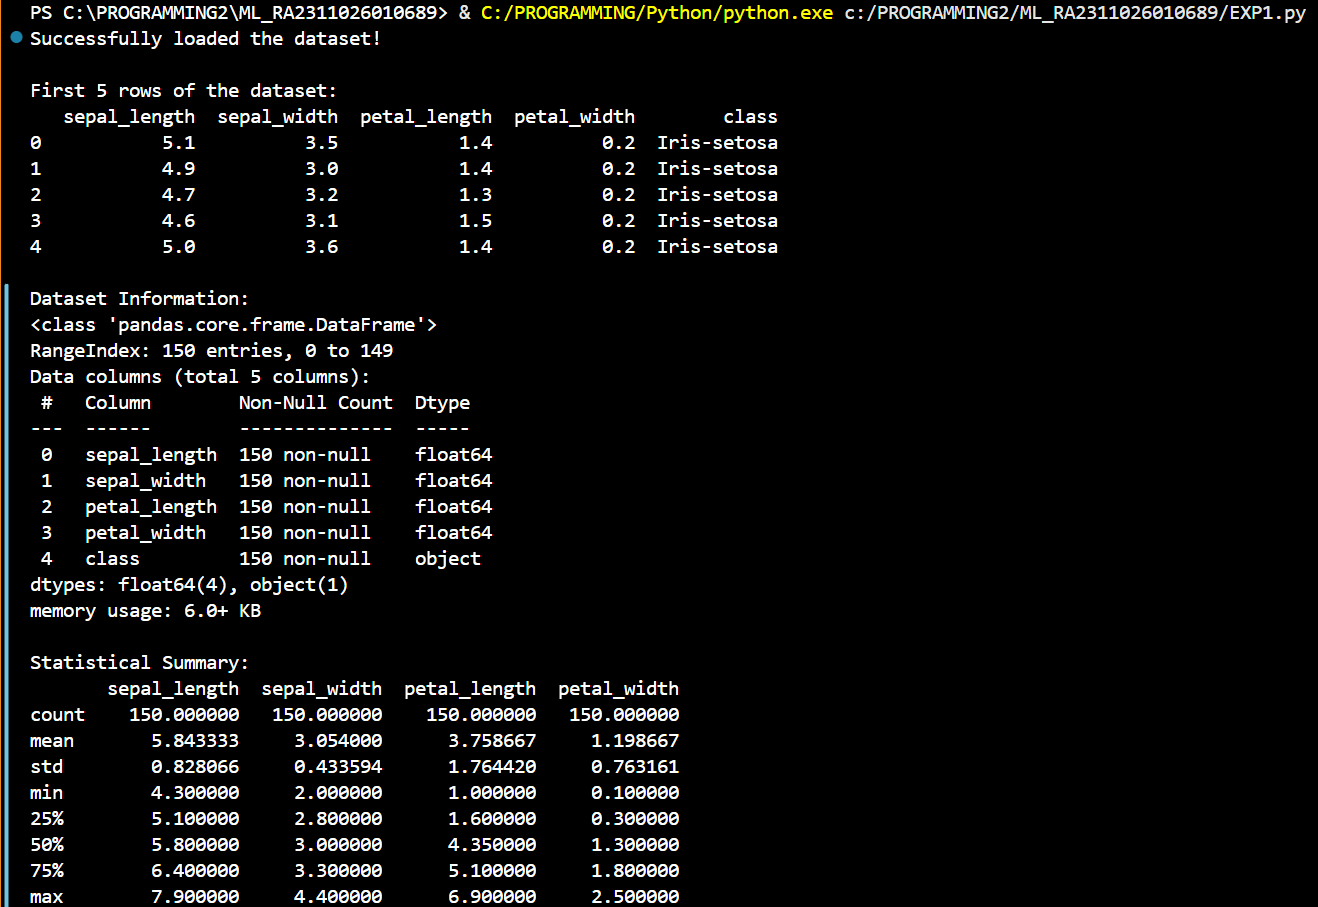 PS C:\PROGRAMMING2\ML_RA2311026010689> & C:/PROGRAMMING/Python/python.exe c:/PROGRAMMING2/ML_RA2311026010689/EXP1.py
Successfully loaded the dataset!

First 5 rows of the dataset:
   sepal_length  sepal_width  petal_length  petal_width        class
0           5.1          3.5           1.4          0.2  Iris-setosa
1           4.9          3.0           1.4          0.2  Iris-setosa
2           4.7          3.2           1.3          0.2  Iris-setosa
3           4.6          3.1           1.5          0.2  Iris-setosa
4           5.0          3.6           1.4          0.2  Iris-setosa

Dataset Information:
<class 'pandas.core.frame.DataFrame'>
RangeIndex: 150 entries, 0 to 149
Data columns (total 5 columns):
 #   Column        Non-Null Count  Dtype
---  ------        --------------  -----
 0   sepal_length  150 non-null    float64
 1   sepal_width   150 non-null    float64
 2   petal_length  150 non-null    float64
 3   petal_width   150 non-null    float64
 4   class         150 non-null    object
dtypes: float64(4), object(1)
memory usage: 6.0+ KB

Statistical Summary:
       sepal_length  sepal_width  petal_length  petal_width
count    150.000000   150.000000    150.000000   150.000000
mean       5.843333     3.054000      3.758667     1.198667
std        0.828066     0.433594      1.764420     0.763161
min        4.300000     2.000000      1.000000     0.100000
25%        5.100000     2.800000      1.600000     0.300000
50%        5.800000     3.000000      4.350000     1.300000
75%        6.400000     3.300000      5.100000     1.800000
max        7.900000     4.400000      6.900000     2.500000